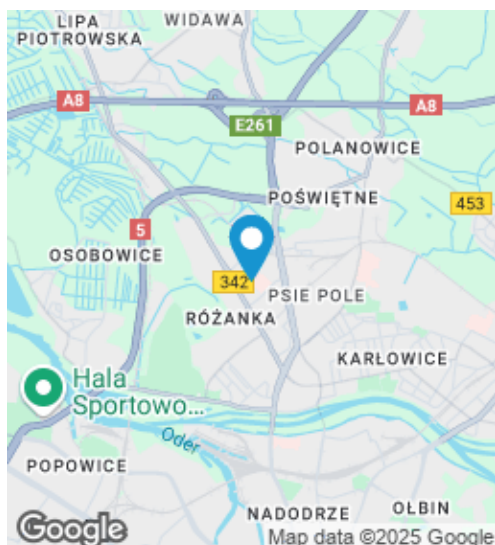 LIPA
PIOTROWSKA
WIDAWA
A8
A8
E261
POLANOWICE
POŚWIĘTNE
453
5
OSOBOWICE
342
PSIE POLE
RÓŻANKA
KARŁOWICE
Hala
Sportowo...
Oder
POPOWICE
NADODRZE
OŁBIN
Google
Map data ©2025 Google